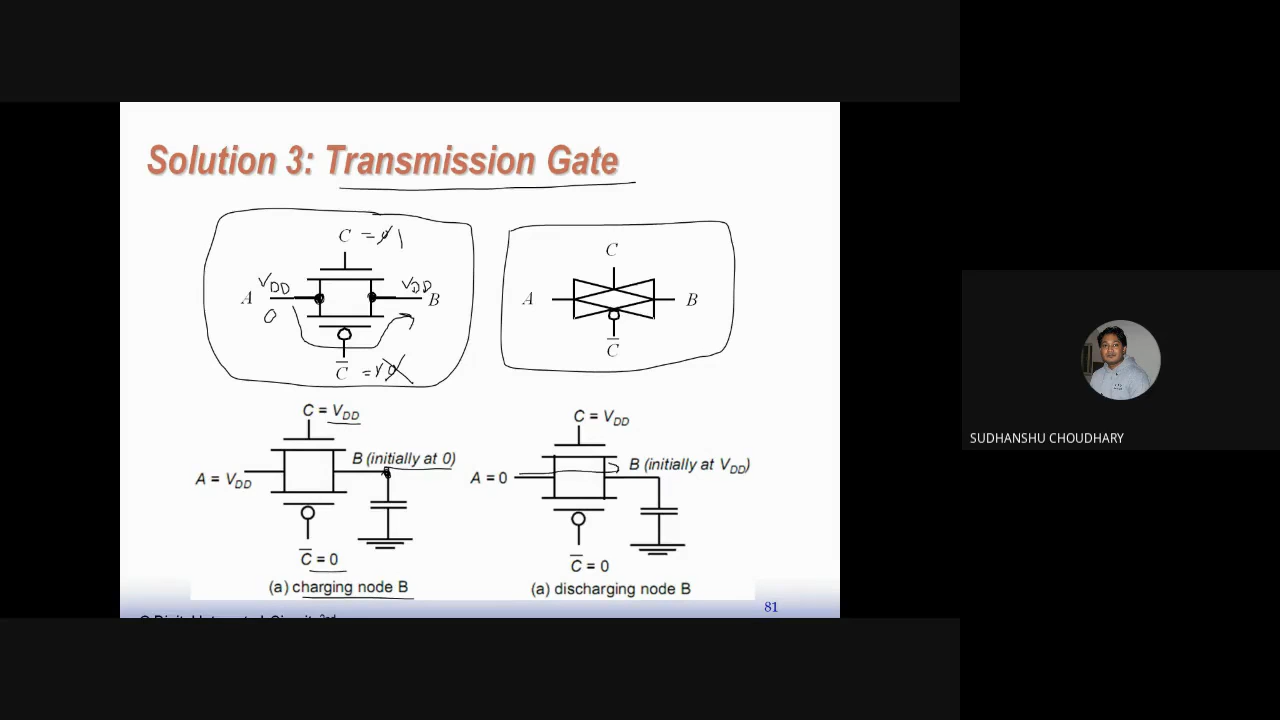 Solution 3: Transmission Gate
C = 1
V_DD V_DD
A B
0
C̅ =
C
A B
C̅
C = V_DD
B (initially at 0)
A = V_DD
C̅ = 0
(a) charging node B
C = V_DD
B (initially at V_DD)
A = 0
C̅ = 0
(a) discharging node B
81
SUDHANSHU CHOUDHARY